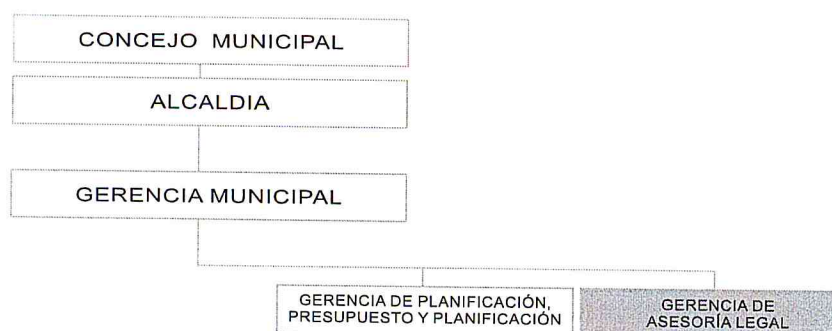 CONCEJO MUNICIPAL
ALCALDIA
GERENCIA MUNICIPAL
GERENCIA DE PLANIFICACIÓN,
PRESUPUESTO Y PLANIFICACIÓN
GERENCIA DE
ASESORÍA LEGAL